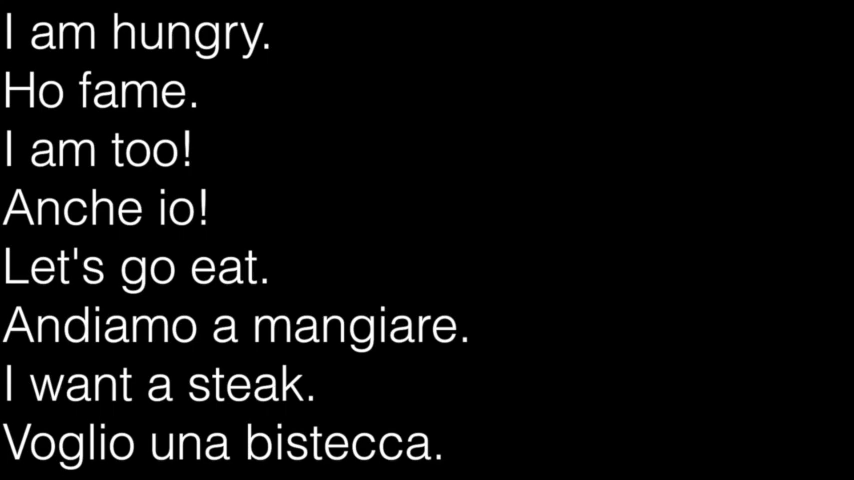 I am hungry.
Ho fame.
I am too!
Anche io!
Let's go eat.
Andiamo a mangiare.
I want a steak.
Voglio una bistecca.